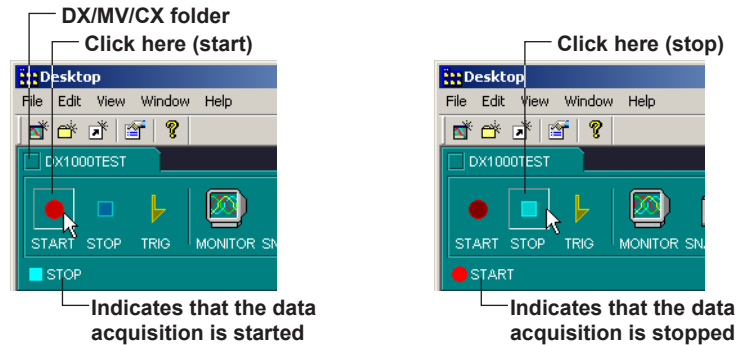 DX/MV/CX folder
Click here (start)
Desktop
File Edit View Window Help
DX1000TEST
START STOP TRIG MONITOR SN
STOP
Indicates that the data
acquisition is started
Click here (stop)
Desktop
File Edit View Window Help
DX1000TEST
START STOP TRIG MONITOR SNA
START
Indicates that the data
acquisition is stopped